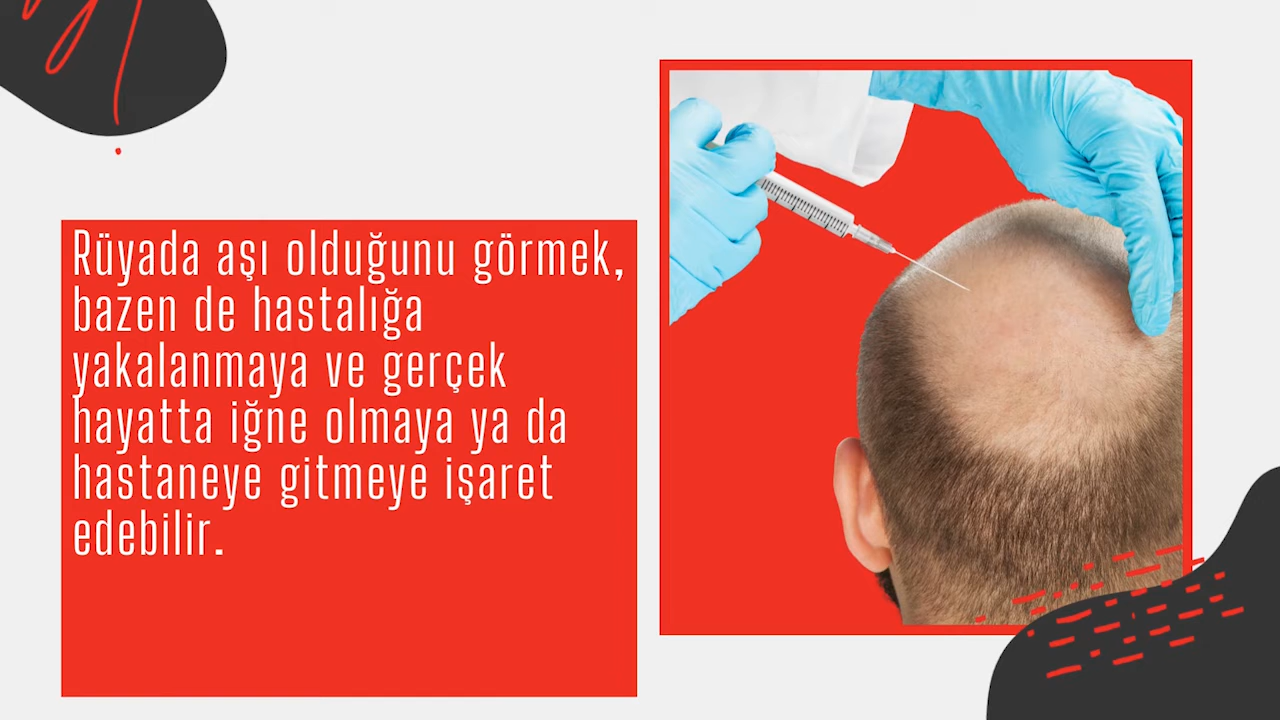 Rüyada aşı olduğunu görmek,
bazen de hastalığa
yakalanmaya ve gerçek
hayatta iğne olmaya ya da
hastaneye gitmeye işaret
edebilir.